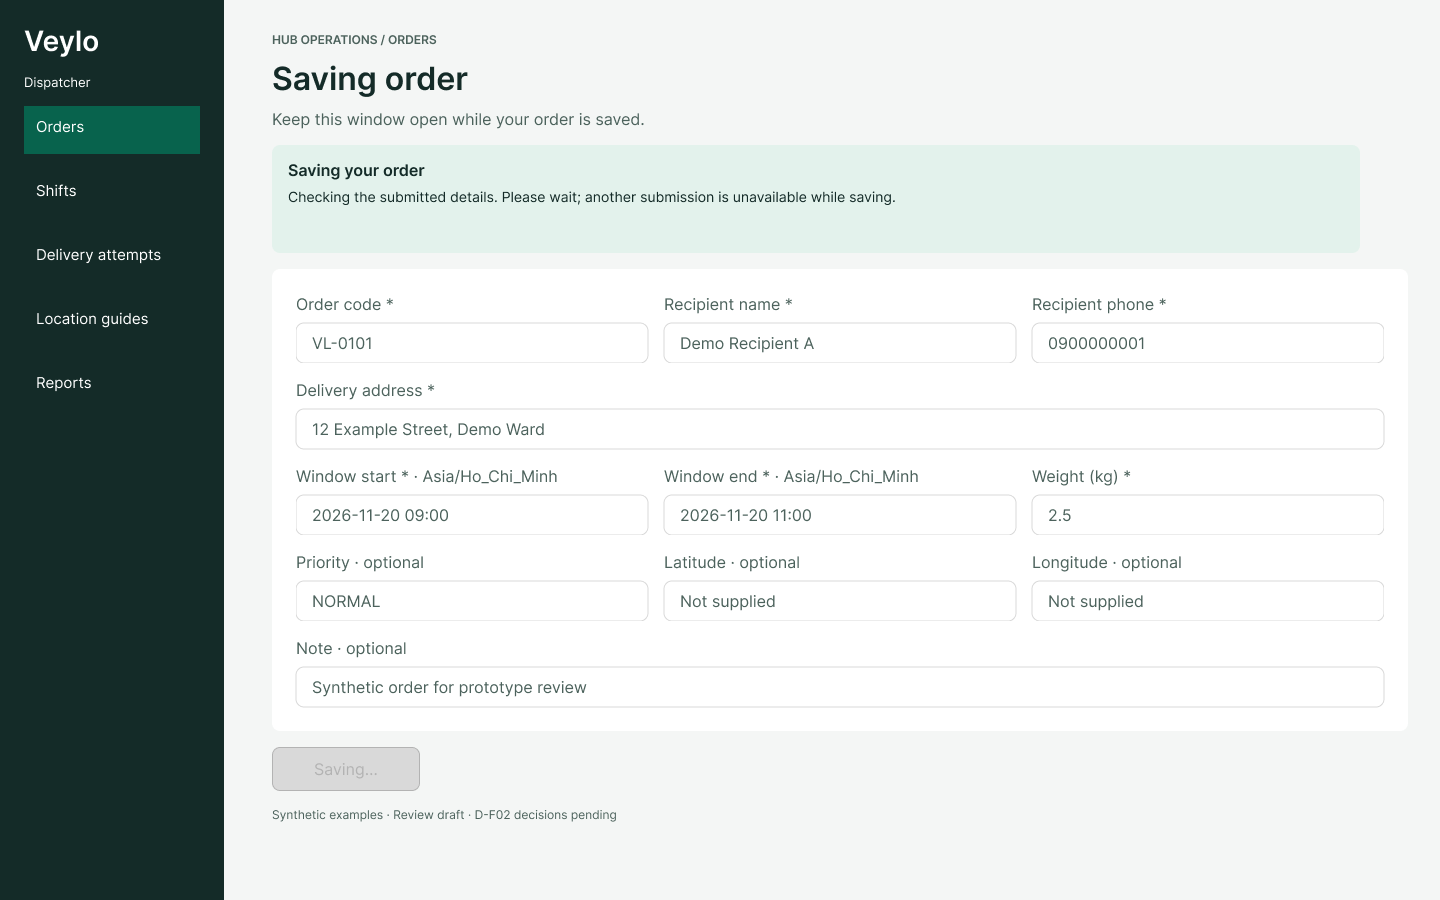 Veylo
Dispatcher
Orders
Shifts
Delivery attempts
Location guides
Reports
HUB OPERATIONS / ORDERS
Saving order
Keep this window open while your order is saved.
Saving your order
Checking the submitted details. Please wait; another submission is unavailable while saving.
Order code *
VL-0101
Recipient name *
Demo Recipient A
Recipient phone *
0900000001
Delivery address *
12 Example Street, Demo Ward
Window start * · Asia/Ho_Chi_Minh
2026-11-20 09:00
Window end * · Asia/Ho_Chi_Minh
2026-11-20 11:00
Weight (kg) *
2.5
Priority · optional
NORMAL
Latitude · optional
Not supplied
Longitude · optional
Not supplied
Note · optional
Synthetic order for prototype review
Saving...
Synthetic examples · Review draft · D-F02 decisions pending